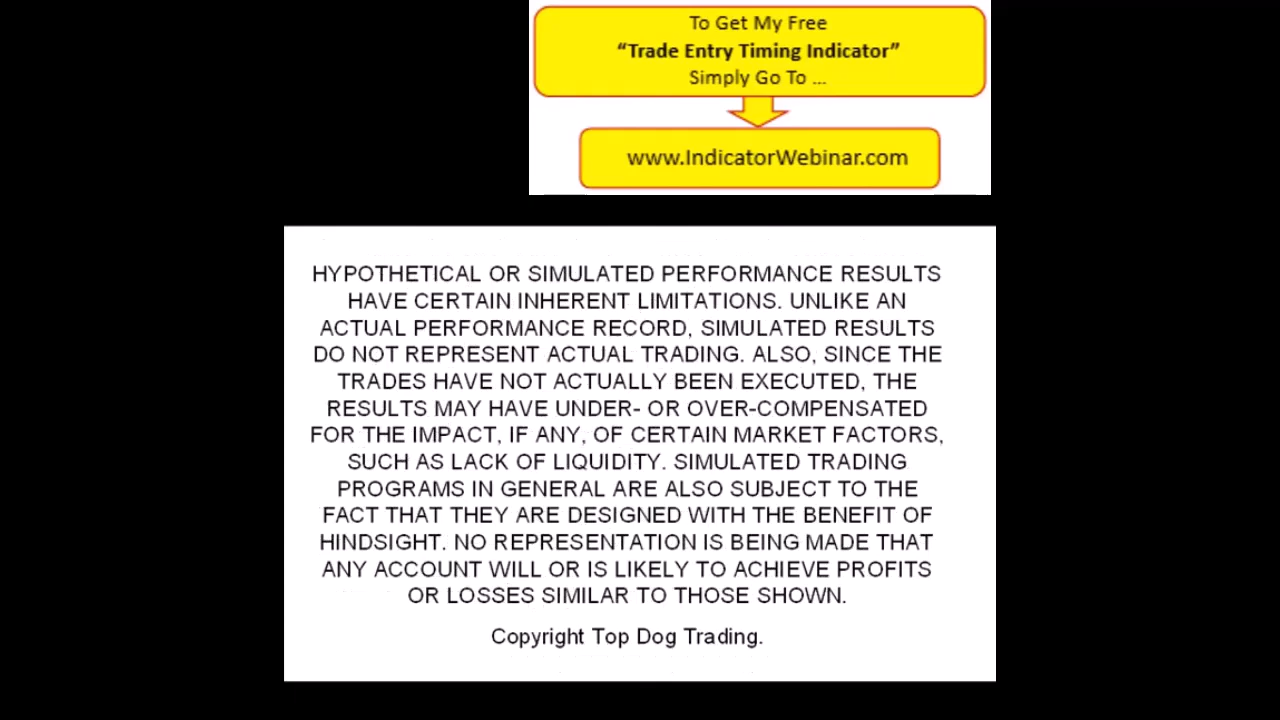 To Get My Free
“Trade Entry Timing Indicator”
Simply Go To ...
www.IndicatorWebinar.com
HYPOTHETICAL OR SIMULATED PERFORMANCE RESULTS
HAVE CERTAIN INHERENT LIMITATIONS. UNLIKE AN
ACTUAL PERFORMANCE RECORD, SIMULATED RESULTS
DO NOT REPRESENT ACTUAL TRADING. ALSO, SINCE THE
TRADES HAVE NOT ACTUALLY BEEN EXECUTED, THE
RESULTS MAY HAVE UNDER- OR OVER-COMPENSATED
FOR THE IMPACT, IF ANY, OF CERTAIN MARKET FACTORS,
SUCH AS LACK OF LIQUIDITY. SIMULATED TRADING
PROGRAMS IN GENERAL ARE ALSO SUBJECT TO THE
FACT THAT THEY ARE DESIGNED WITH THE BENEFIT OF
HINDSIGHT. NO REPRESENTATION IS BEING MADE THAT
ANY ACCOUNT WILL OR IS LIKELY TO ACHIEVE PROFITS
OR LOSSES SIMILAR TO THOSE SHOWN.
Copyright Top Dog Trading.